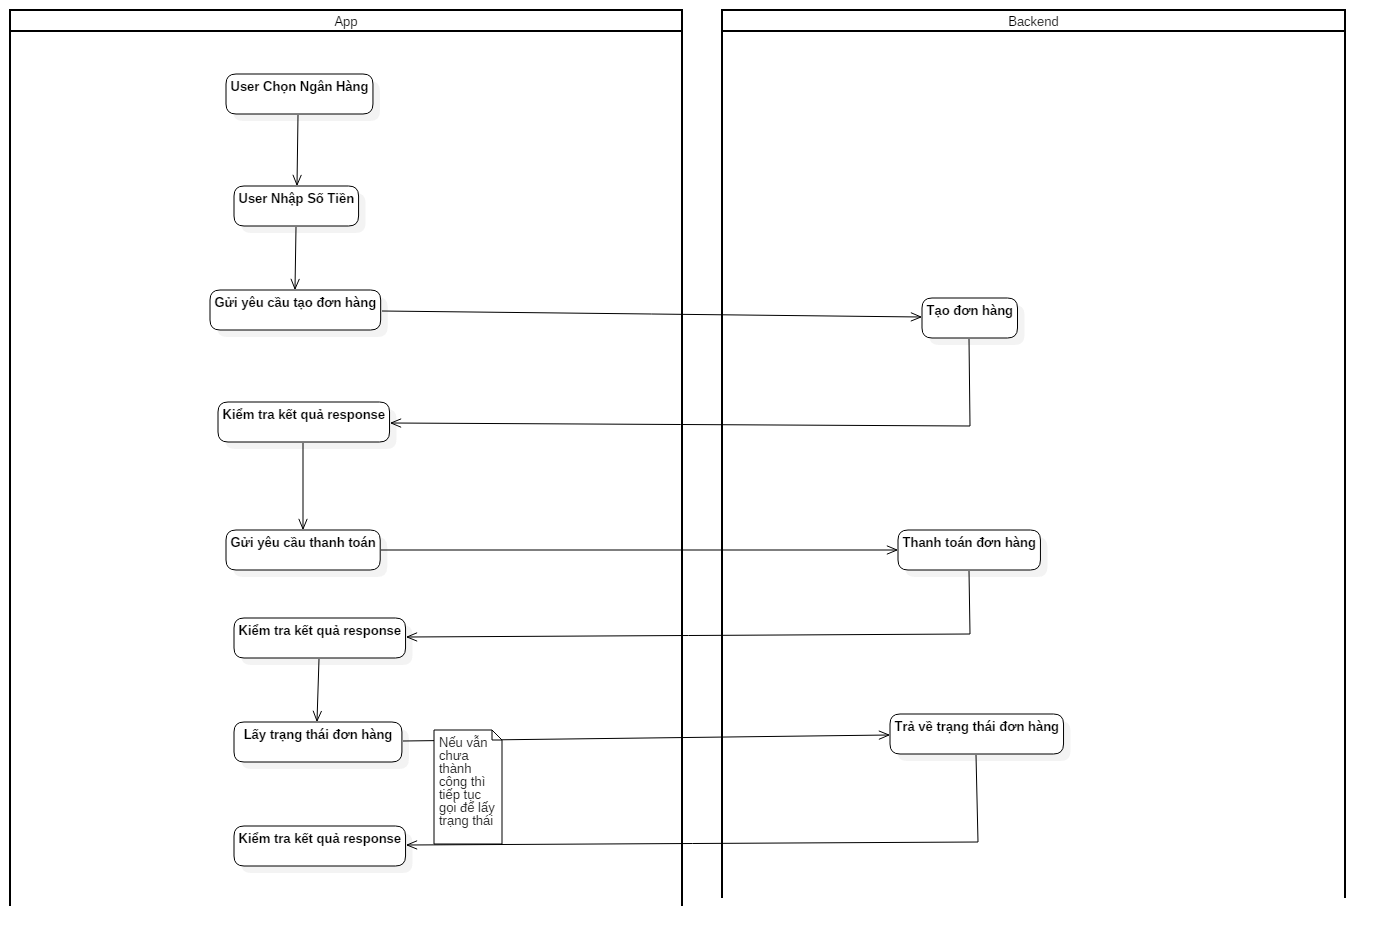 App
Backend
User Chọn Ngân Hàng
User Nhập Số Tiền
Gửi yêu cầu tạo đơn hàng
Tạo đơn hàng
Kiểm tra kết quả response
Gửi yêu cầu thanh toán
Thanh toán đơn hàng
Kiểm tra kết quả response
Lấy trạng thái đơn hàng
Trả về trạng thái đơn hàng
Nếu vẫn
chưa
thành
công thì
tiếp tục
gọi để lấy
trạng thái
Kiểm tra kết quả response